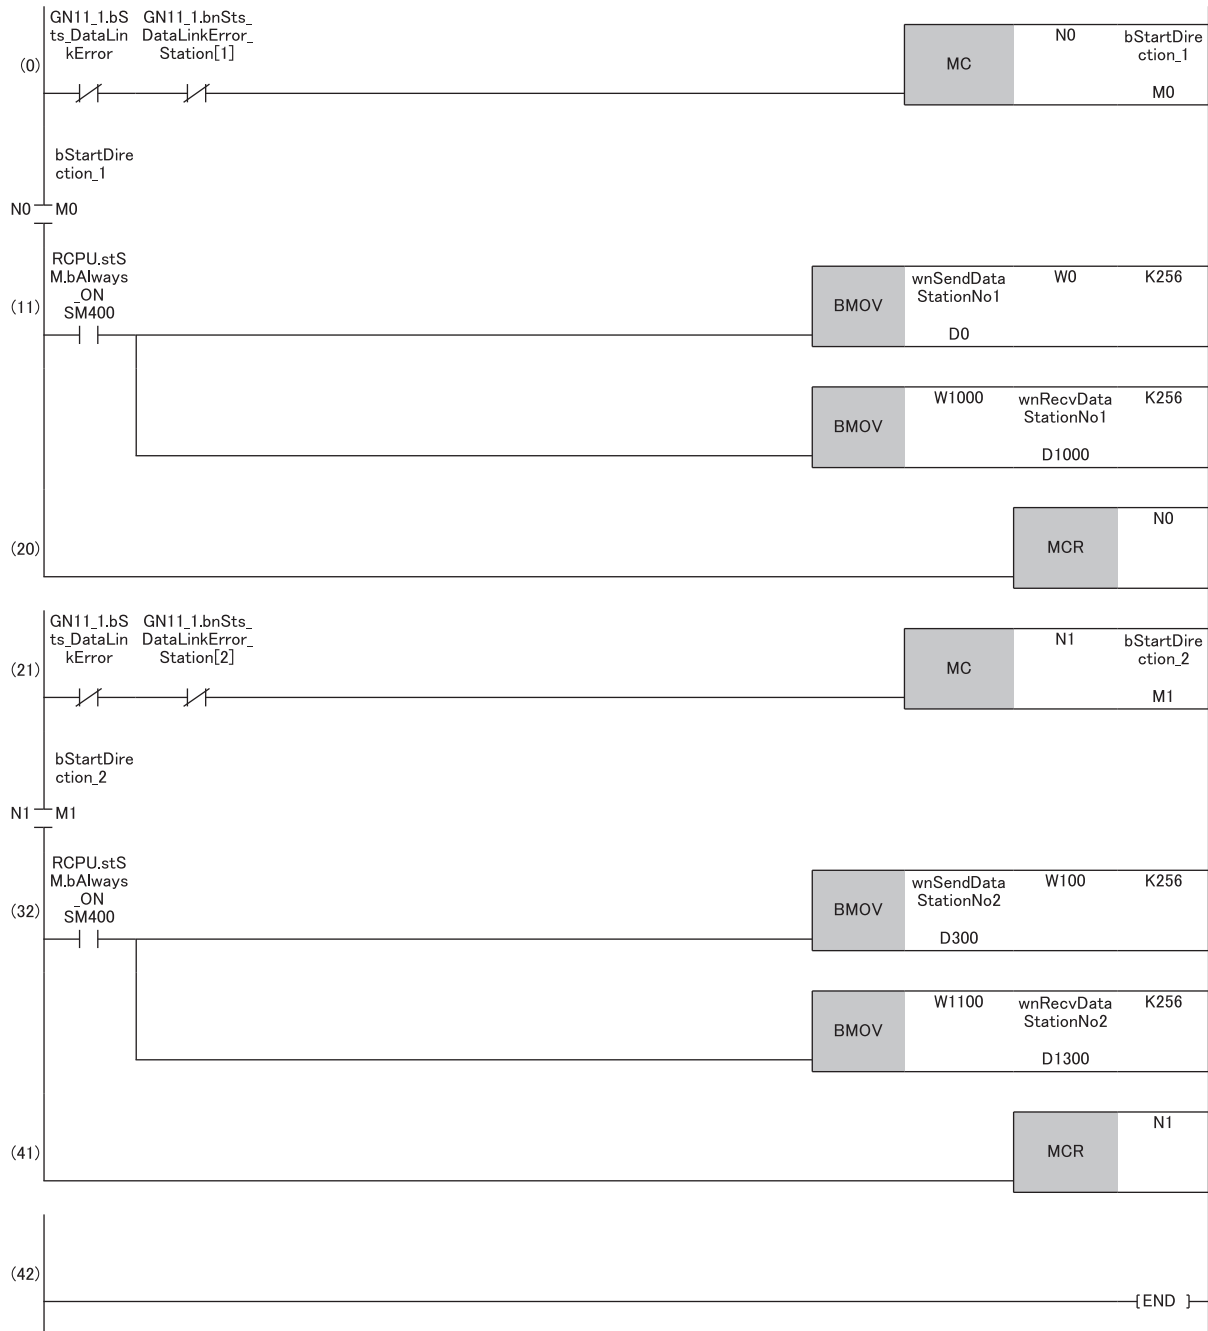 GN11_1.bS
ts_DataLin
kError
GN11_1.bnSts_
DataLinkError_
Station[1]
(0)
MC
N0
bStartDire
ction_1
M0
bStartDire
ction_1
N0
M0
RCPU.stS
M.bAlways
_ON
SM400
(11)
BMOV
wnSendData
StationNo1
D0
W0
K256
BMOV
W1000
wnRecvData
StationNo1
D1000
K256
(20)
MCR
N0
GN11_1.bS
ts_DataLin
kError
GN11_1.bnSts_
DataLinkError_
Station[2]
(21)
MC
N1
bStartDire
ction_2
M1
bStartDire
ction_2
N1
M1
RCPU.stS
M.bAlways
_ON
SM400
(32)
BMOV
wnSendData
StationNo2
D300
W100
K256
BMOV
W1100
wnRecvData
StationNo2
D1300
K256
(41)
MCR
N1
(42)
[END ]